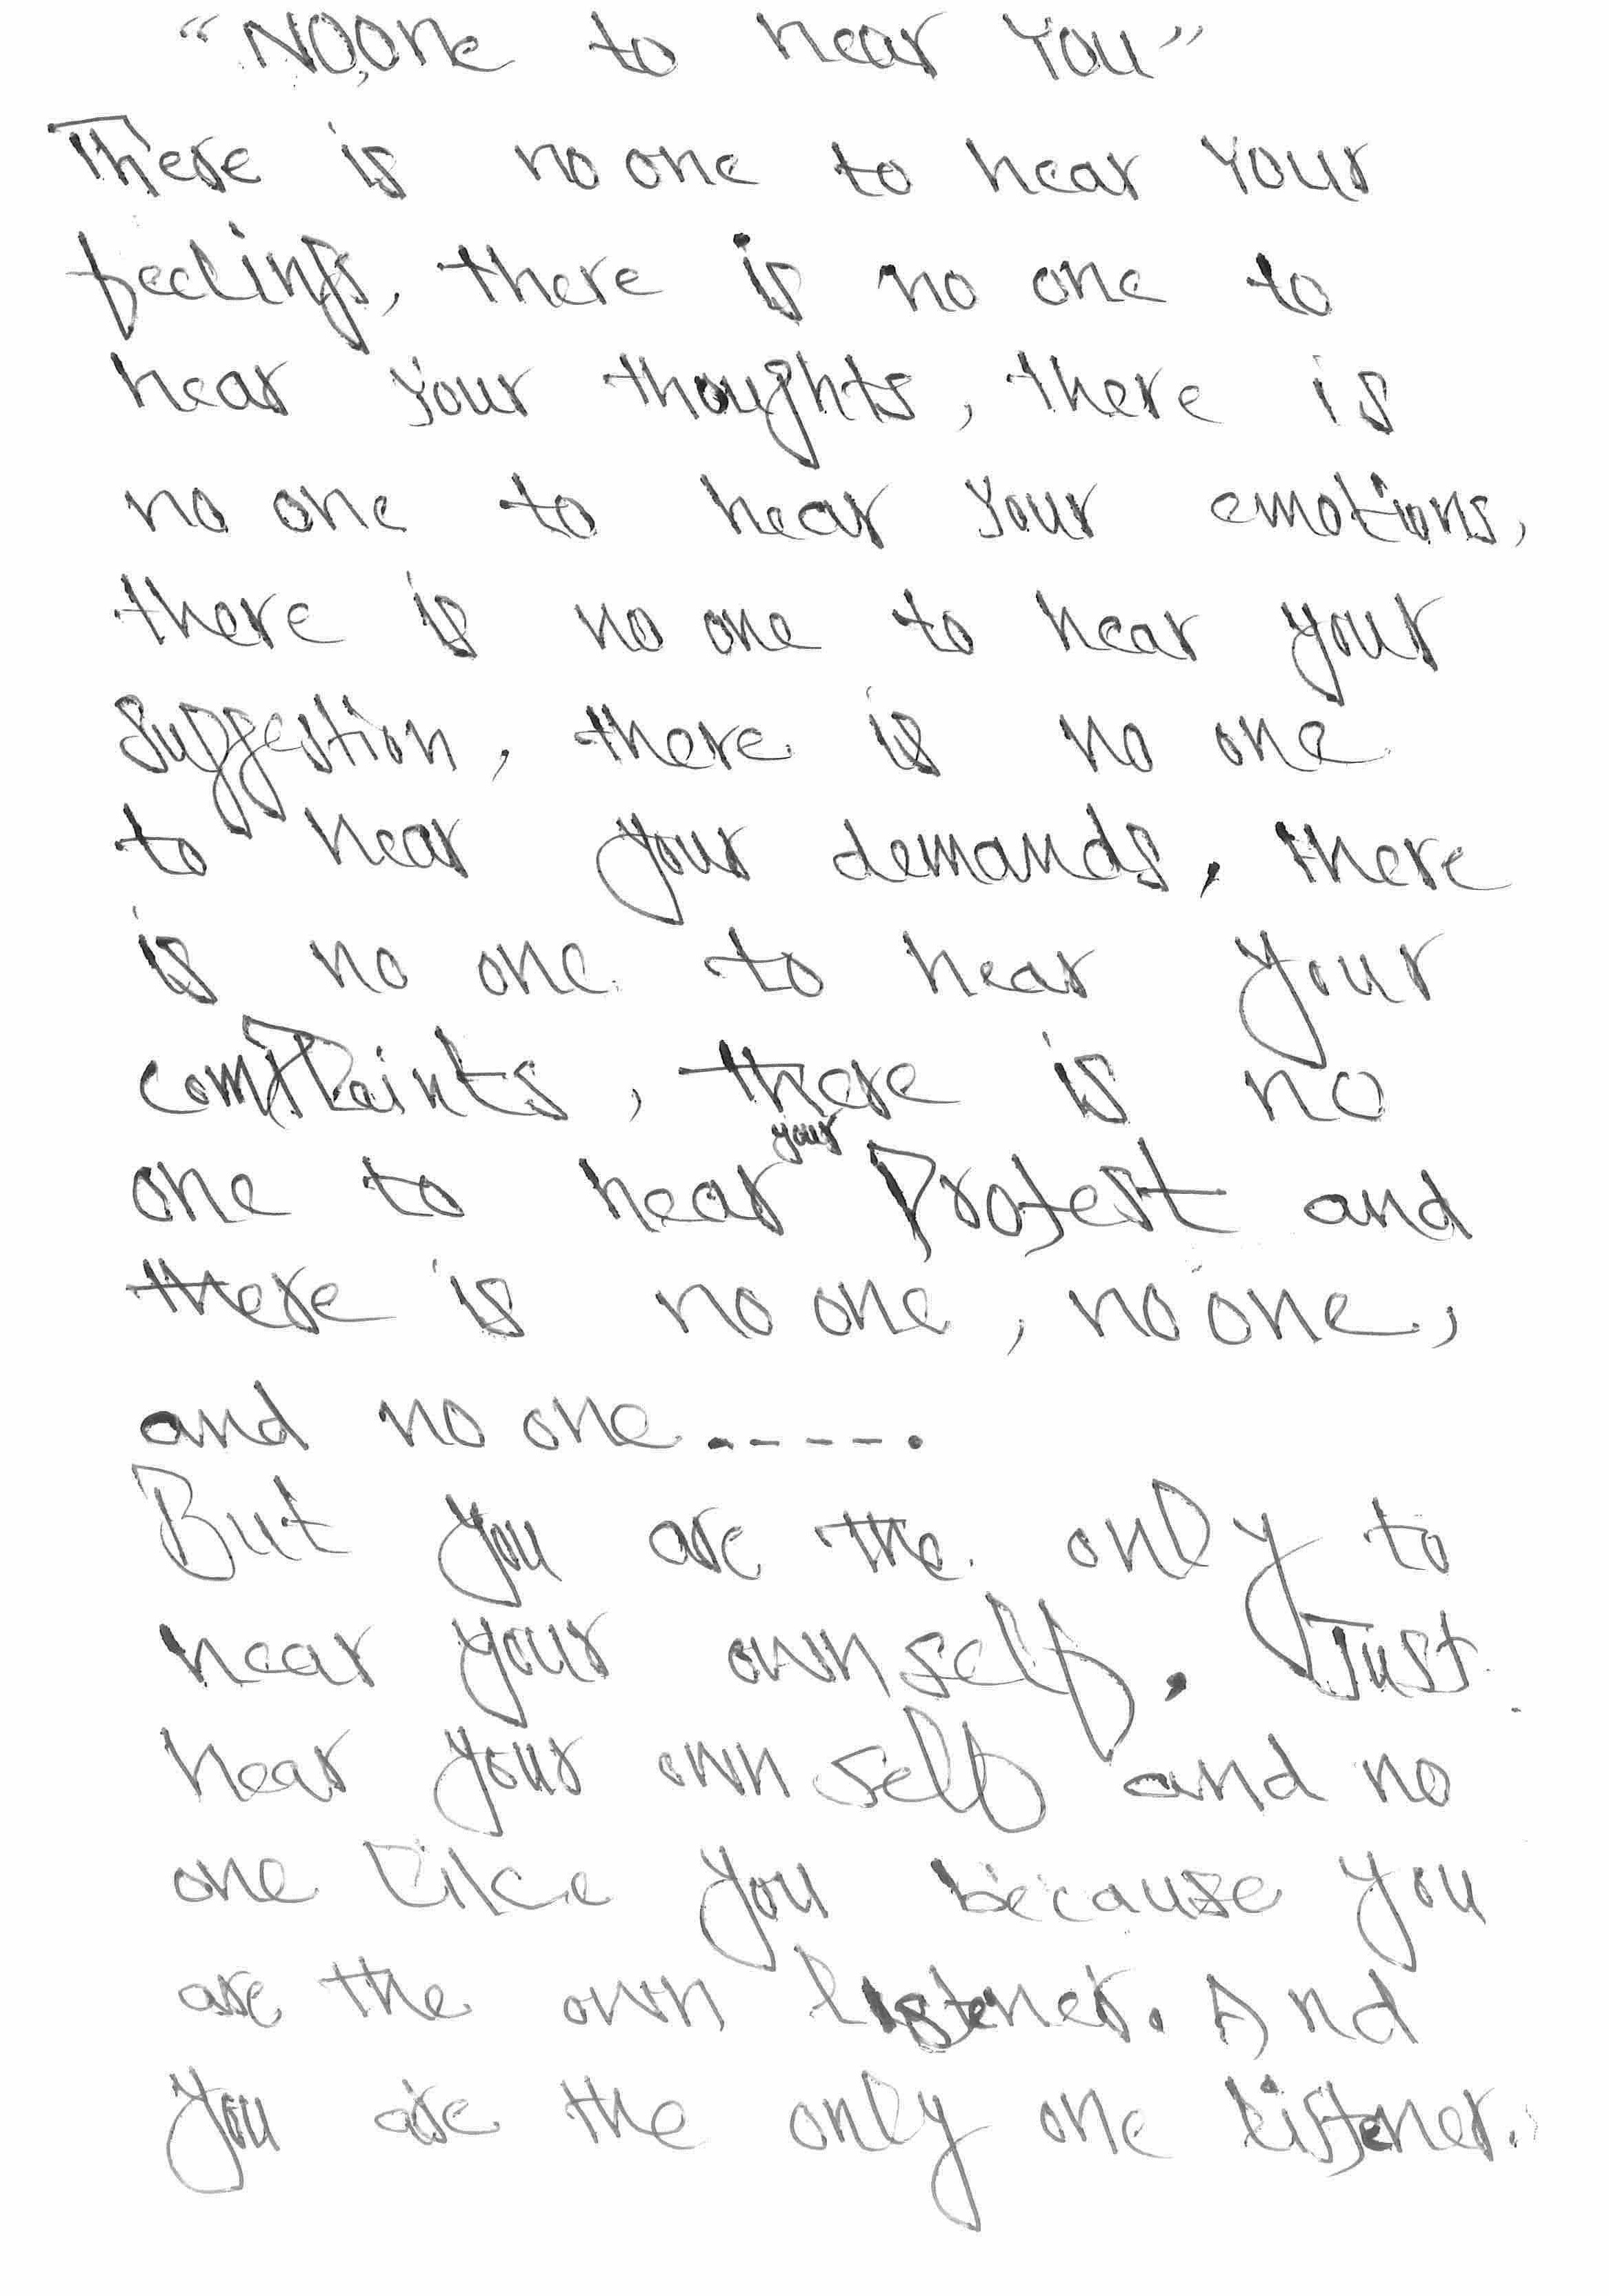 "NO,One to hear You"
There is no one to hear Your
feelings, there is no one to
hear Your thoughts, there is
no one to hear Your emotions,
there is no one to hear your
Suggestion, there is no one
to hear your demands, there
is no one to hear your
complaints, there is no
your
one to hear Protest and
there is no one, no one,
and no one ------.
But you are the only to
hear your own self. Just
hear your own self and no
one like you because you
are the own listener. And
you are the only one listener.